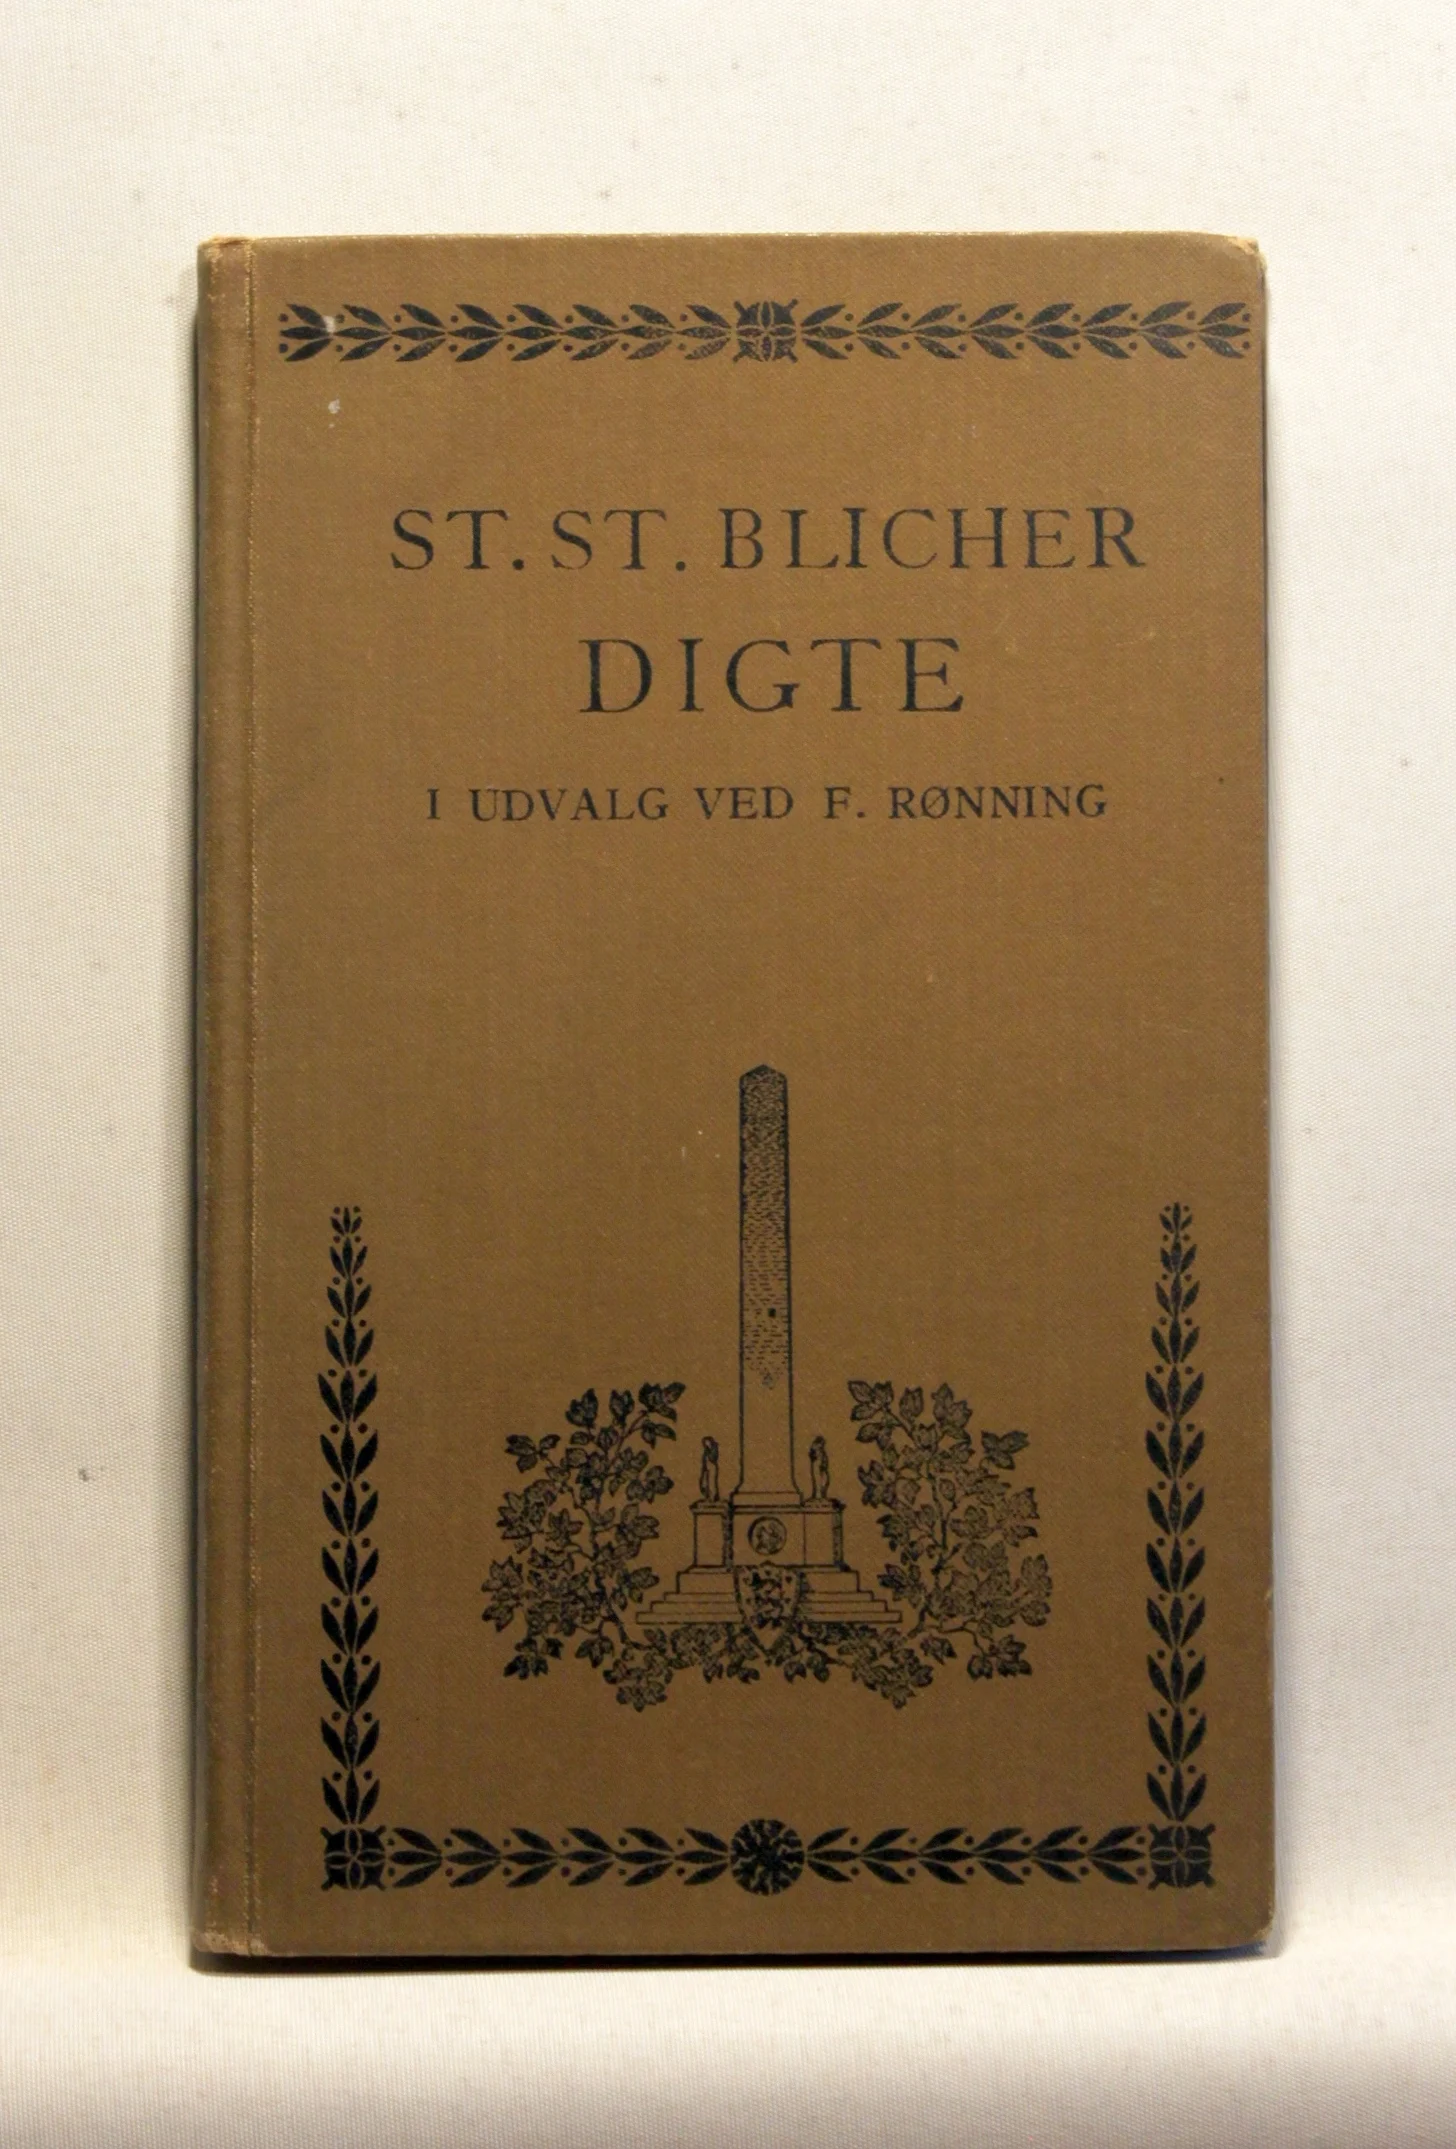 ST. ST. BLICHER
DIGTE
I UDVALG VED F. RØNNING